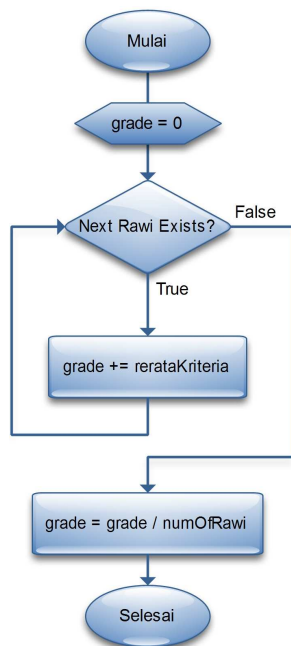 Mulai
grade = 0
Next Rawi Exists?
False
True
grade += rerataKriteria
grade = grade / numOfRawi
Selesai